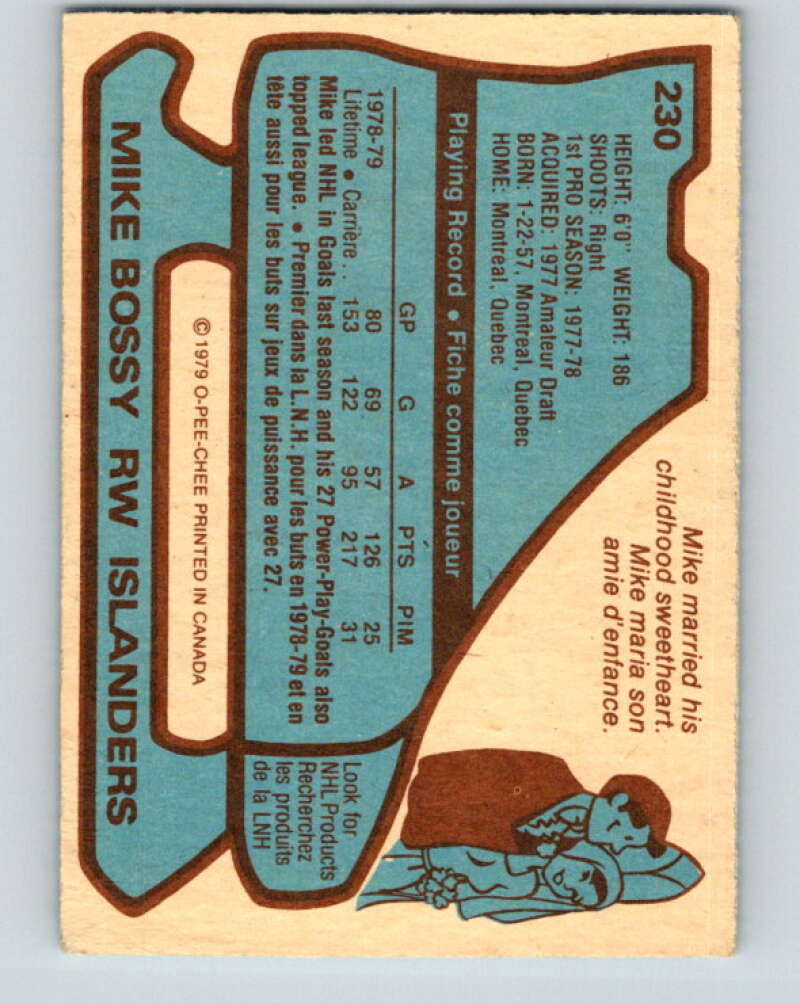 230
HEIGHT: 6'0" WEIGHT: 186
SHOOTS: Right
1st PRO SEASON: 1977-78
ACQUIRED: 1977 Amateur Draft
BORN: 1-22-57, Montreal, Quebec
HOME: Montreal, Quebec
Mike married his
childhood sweetheart.
Mike maria son
amie d'enfance.
Playing Record • Fiche comme joueur
GP G A PTS PIM
1978-79 80 69 57 126 25
Lifetime • Carrière .. 153 122 95 217 31
Mike led NHL in Goals last season and his 27 Power-Play-Goals also
topped league. • Premier dans la L.N.H. pour les buts en 1978-79 et en
tête aussi pour les buts sur jeux de puissance avec 27.
Look for
NHL Products
Recherchez
les produits
de la LNH
© 1979 O-PEE-CHEE PRINTED IN CANADA
MIKE BOSSY RW ISLANDERS